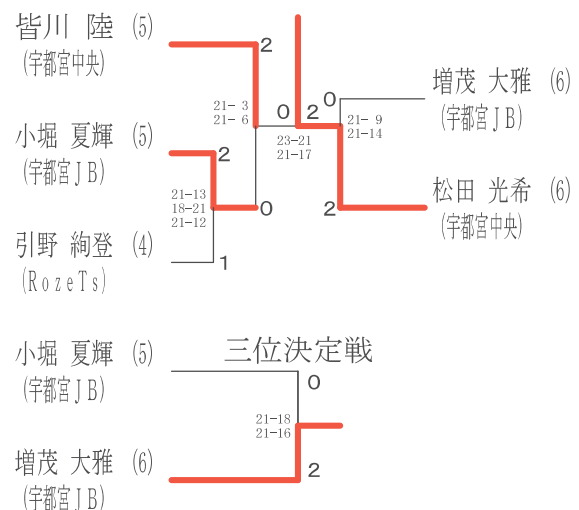 皆川 陸 (5)
(宇都宮中央)
2
21- 3
21- 6
小堀 夏輝 (5)
(宇都宮JB)
2
21-13
18-21
21-12
0
引野 絢登 (4)
(RozeTs)
1
0
2
23-21
21-17
0
21- 9
21-14
2
増茂 大雅 (6)
(宇都宮JB)
松田 光希 (6)
(宇都宮中央)
三位決定戦
小堀 夏輝 (5)
(宇都宮JB)
0
21-18
21-16
増茂 大雅 (6)
(宇都宮JB)
2